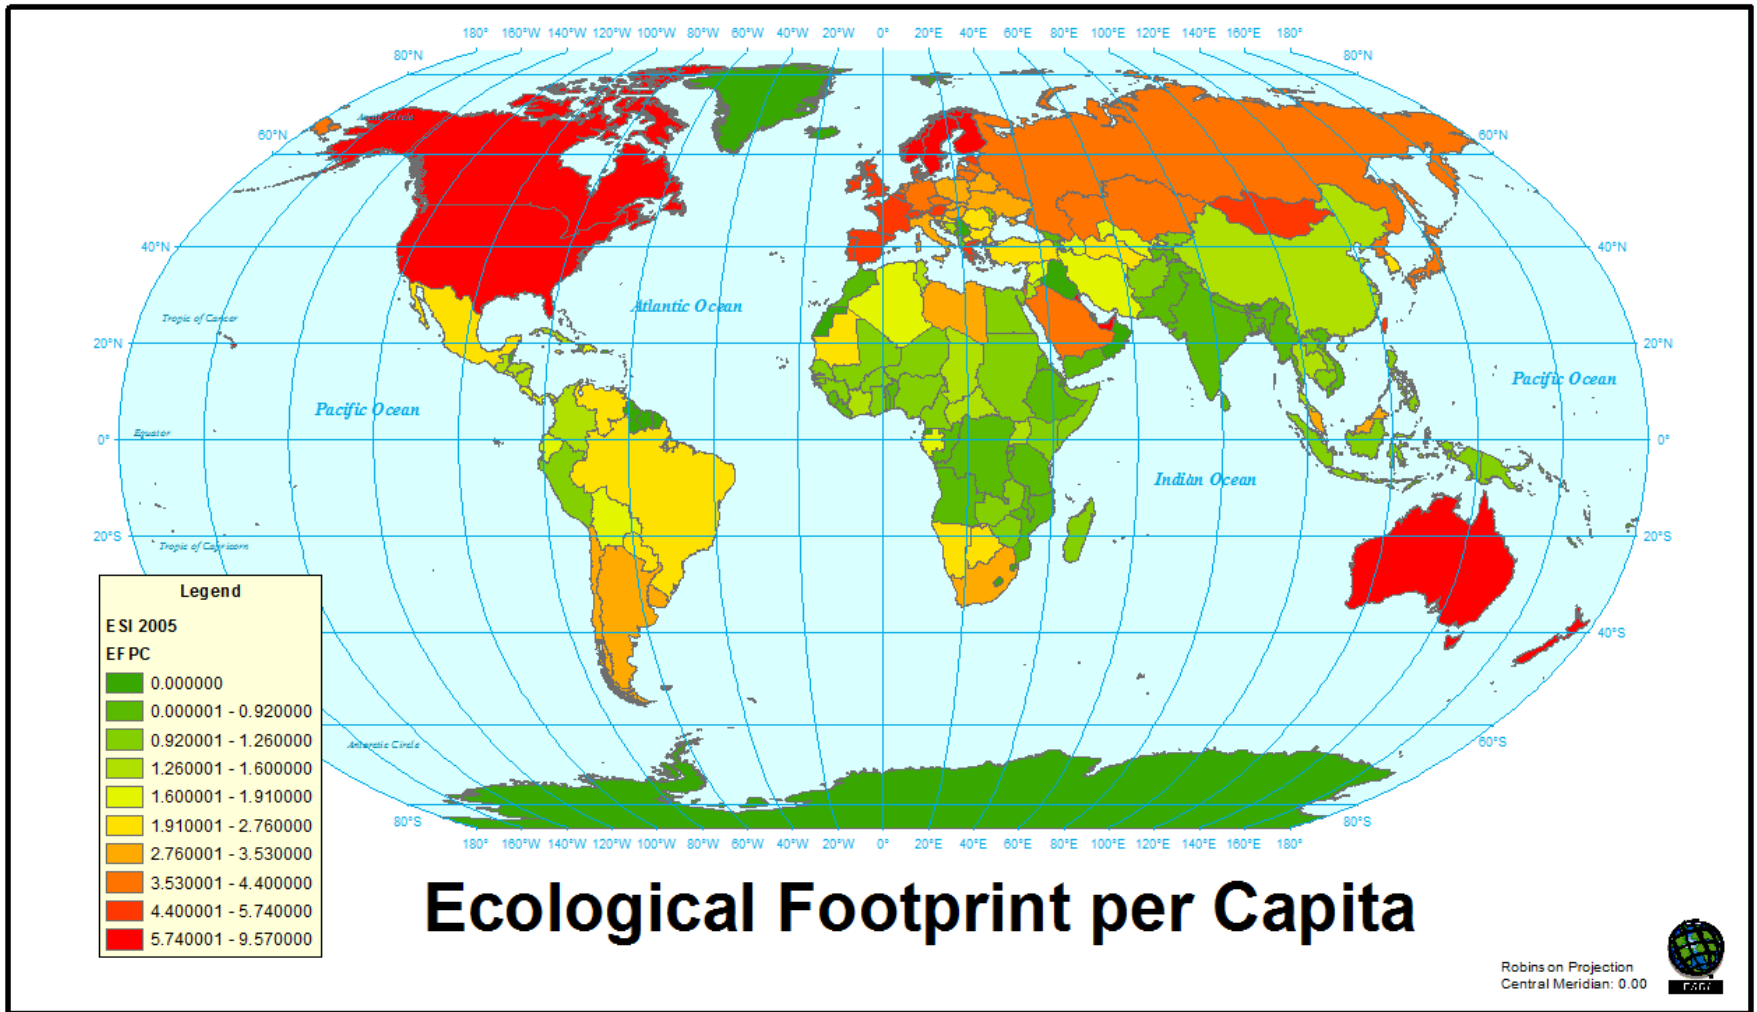 180° 160°W 140°W 120°W 100°W 80°W 60°W 40°W 20°W 0° 20°E 40°E 60°E 80°E 100°E 120°E 140°E 160°E 180°
80°N 80°N
Arctic Circle
60°N 60°N
40°N 40°N
Atlantic Ocean
Tropic of Cancer
20°N 20°N
Pacific Ocean Pacific Ocean
Equator
0° 0°
Indian Ocean
20°S 20°S
Tropic of Capricorn
Legend
ESI 2005
EFPC
0.000000
0.000001 - 0.920000
0.920001 - 1.260000
1.260001 - 1.600000
1.600001 - 1.910000
1.910001 - 2.760000
2.760001 - 3.530000
3.530001 - 4.400000
4.400001 - 5.740000
5.740001 - 9.570000
40°S
Antarctic Circle
60°S
80°S 80°S
180° 160°W 140°W 120°W 100°W 80°W 60°W 40°W 20°W 0° 20°E 40°E 60°E 80°E 100°E 120°E 140°E 160°E 180°
Ecological Footprint per Capita
Robinson Projection
Central Meridian: 0.00